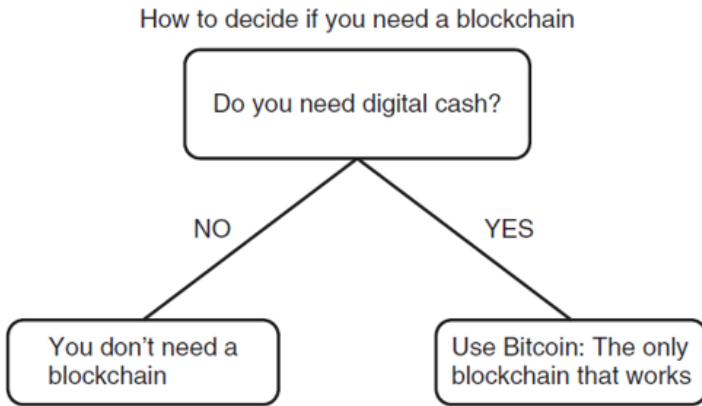 How to decide if you need a blockchain
Do you need digital cash?
NO
YES
You don’t need a
blockchain
Use Bitcoin: The only
blockchain that works